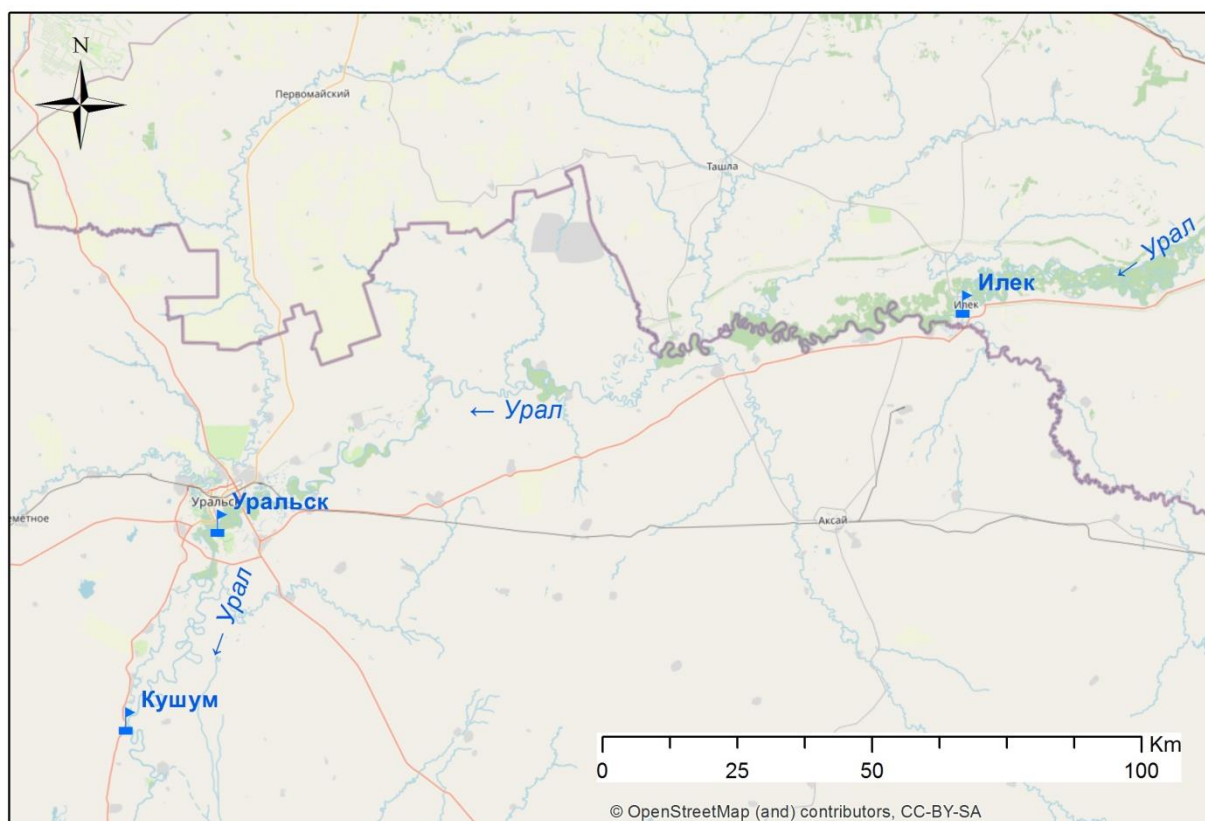 N
Первомайский
Ташла
← Урал
Илек
Илек
← Урал
Уральск
Уральск
еметное
Аксай
← Урал
Кушум
Km
0 25 50 100
© OpenStreetMap (and) contributors, CC-BY-SA